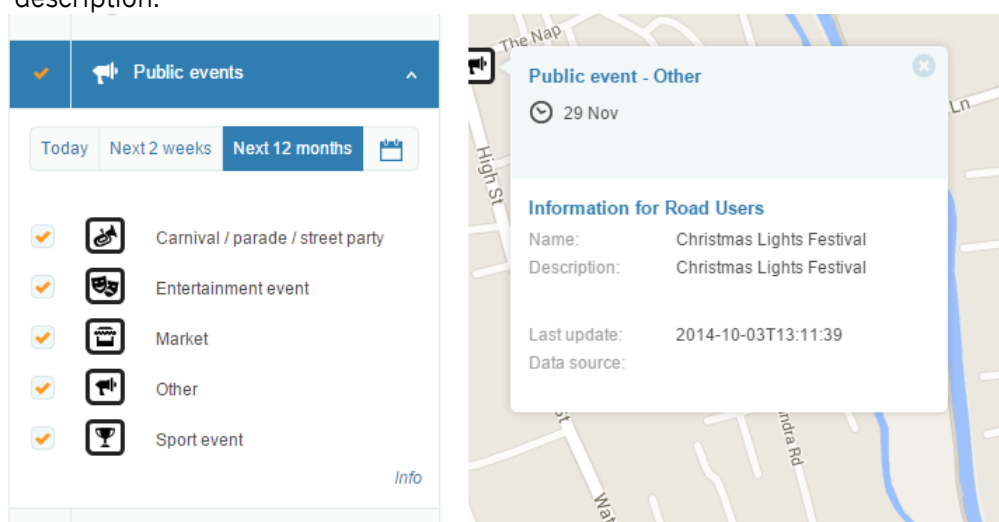 description.
Public events
Today Next 2 weeks Next 12 months
Carnival / parade / street party
Entertainment event
Market
Other
Sport event
Info
The Nap
High St
Ln
Public event - Other
29 Nov
Information for Road Users
Name: Christmas Lights Festival
Description: Christmas Lights Festival
Last update: 2014-10-03T13:11:39
Data source:
St
ndra Rd
Wat